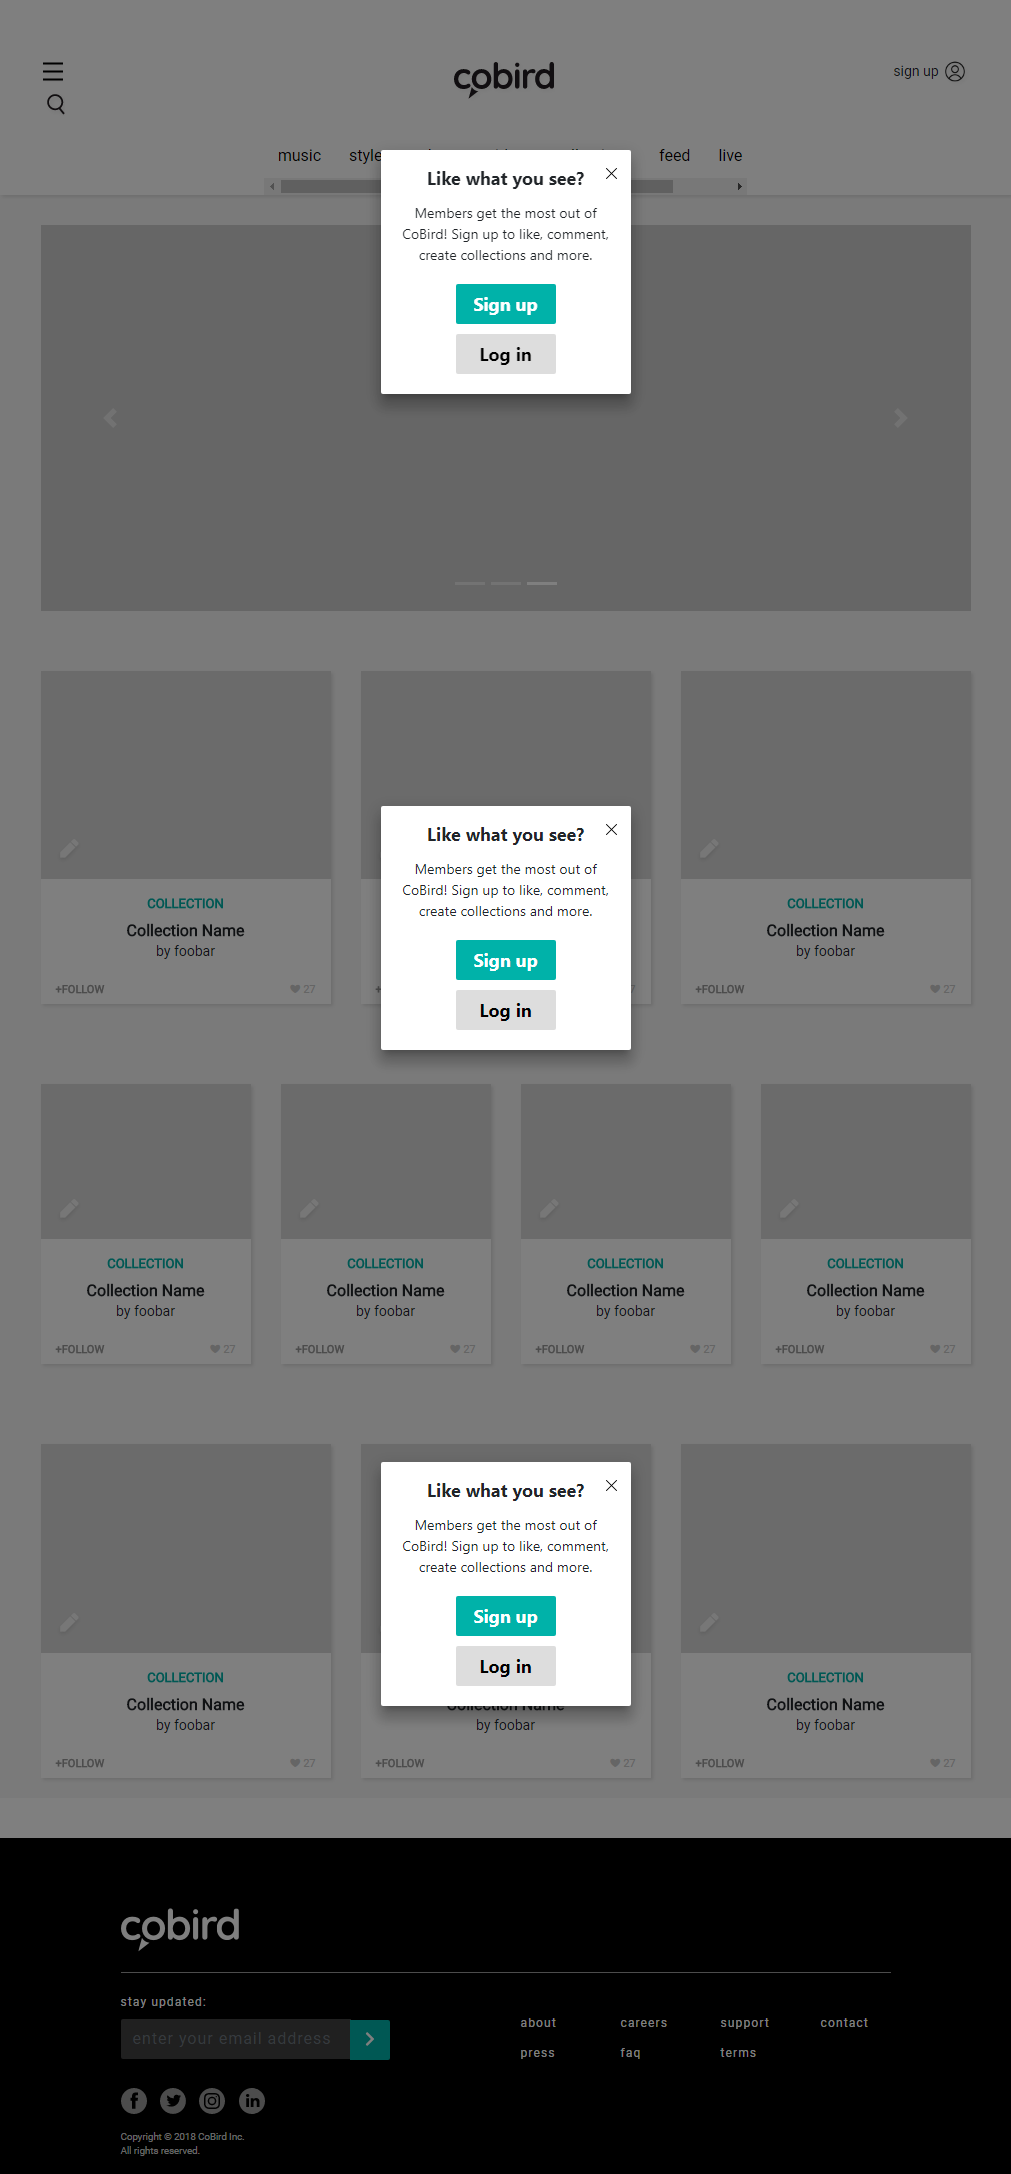 cobird
sign up
music style feed live
Like what you see?
Members get the most out of
CoBird! Sign up to like, comment,
create collections and more.
Sign up
Log in
Like what you see?
Members get the most out of
CoBird! Sign up to like, comment,
create collections and more.
Sign up
Log in
COLLECTION
Collection Name
by foobar
+FOLLOW 27
COLLECTION
Collection Name
by foobar
+FOLLOW 27
COLLECTION
Collection Name
by foobar
+FOLLOW 27
COLLECTION
Collection Name
by foobar
+FOLLOW 27
COLLECTION
Collection Name
by foobar
+FOLLOW 27
COLLECTION
Collection Name
by foobar
+FOLLOW 27
Like what you see?
Members get the most out of
CoBird! Sign up to like, comment,
create collections and more.
Sign up
Log in
COLLECTION
Collection Name
by foobar
+FOLLOW 27
Collection Name
by foobar
+FOLLOW 27
COLLECTION
Collection Name
by foobar
+FOLLOW 27
cobird
stay updated:
enter your email address
about careers support contact
press faq terms
Copyright © 2018 CoBird Inc.
All rights reserved.